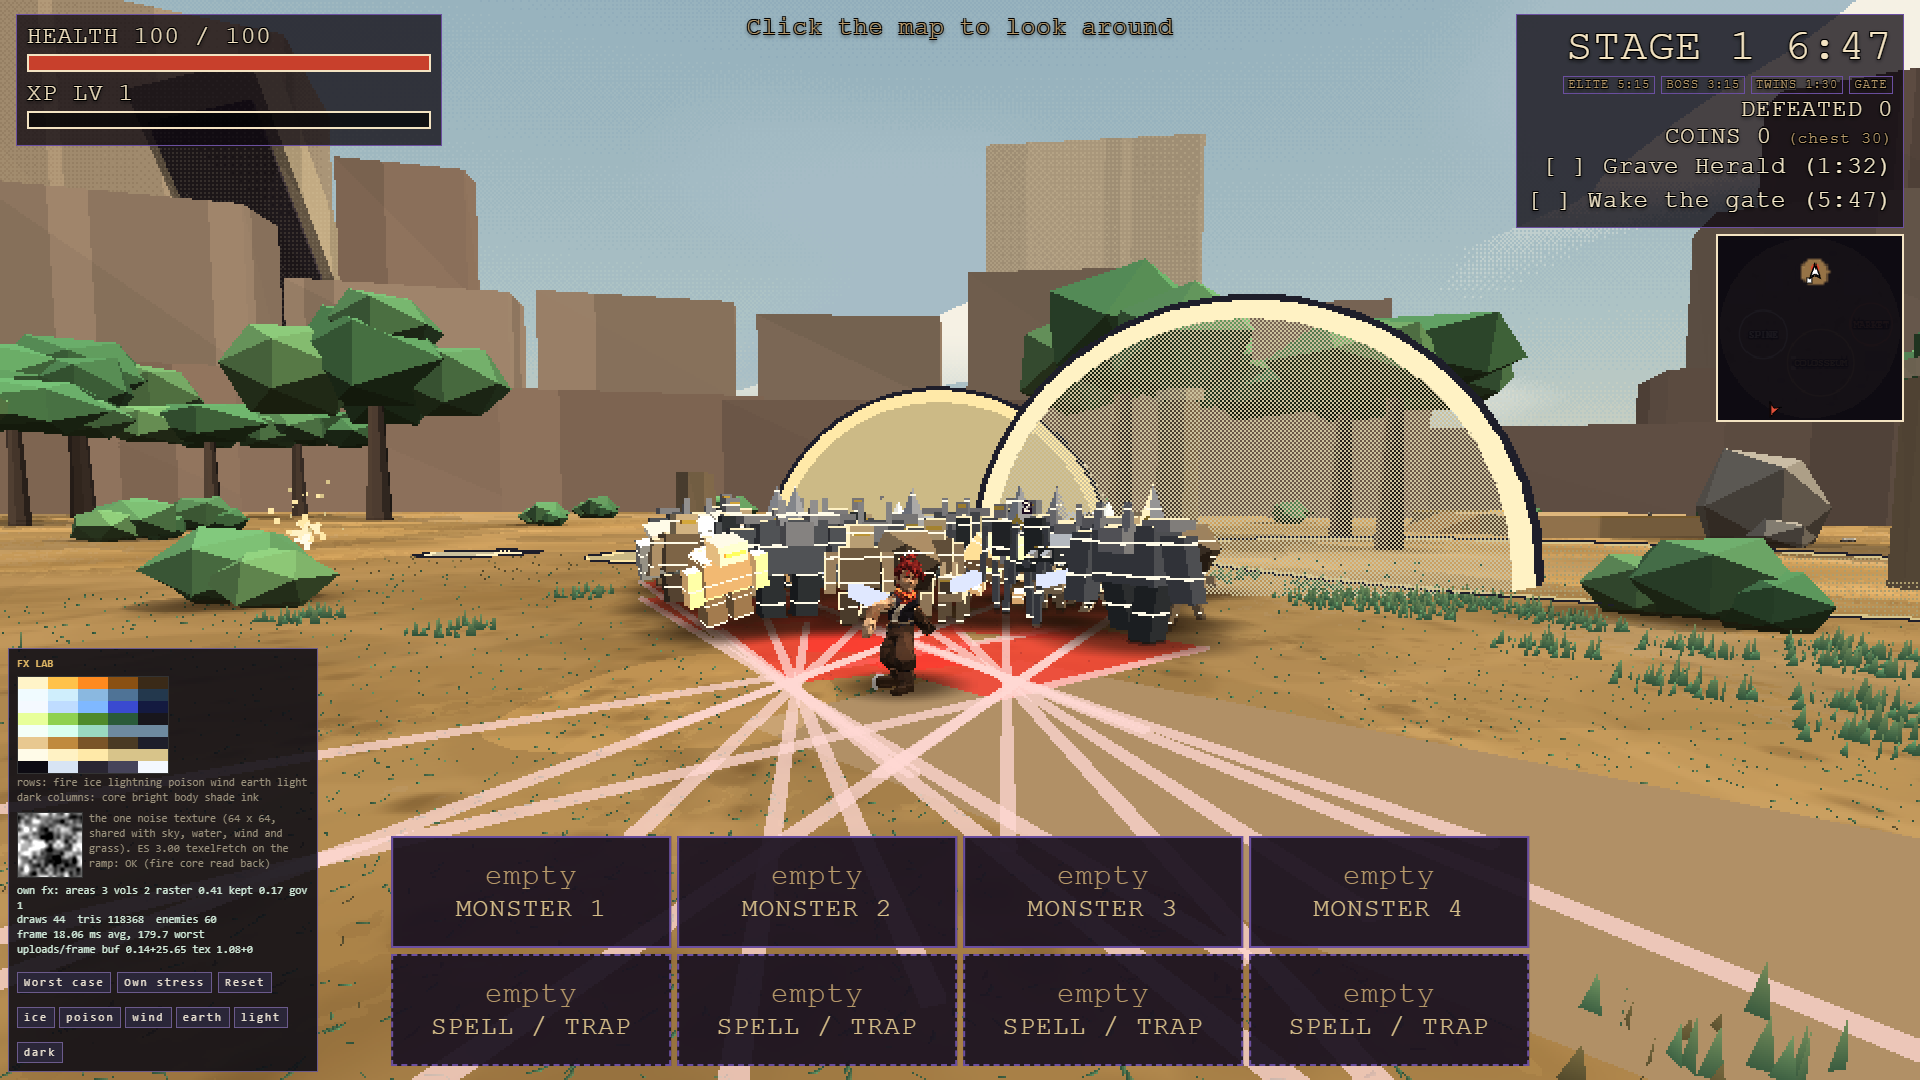 HEALTH 100 / 100
XP LV 1
Click the map to look around
STAGE 1 6:47
ELITE 5:15 BOSS 3:15 TWINS 1:30 GATE
DEFEATED 0
COINS 0 (chest 30)
[ ] Grave Herald (1:32)
[ ] Wake the gate (5:47)
2
FX LAB
rows: fire ice lightning poison wind earth light
dark columns: core bright body shade ink
the one noise texture (64 x 64,
shared with sky, water, wind and
grass). ES 3.00 texelFetch on the
ramp: OK (fire core read back)
own fx: areas 3 vols 2 raster 0.41 kept 0.17 gov
1
draws 44 tris 118368 enemies 60
frame 18.06 ms avg, 179.7 worst
uploads/frame buf 0.14+25.65 tex 1.08+0
Worst case Own stress Reset
ice poison wind earth light
dark
empty empty empty empty
MONSTER 1 MONSTER 2 MONSTER 3 MONSTER 4
empty empty empty empty
SPELL / TRAP SPELL / TRAP SPELL / TRAP SPELL / TRAP